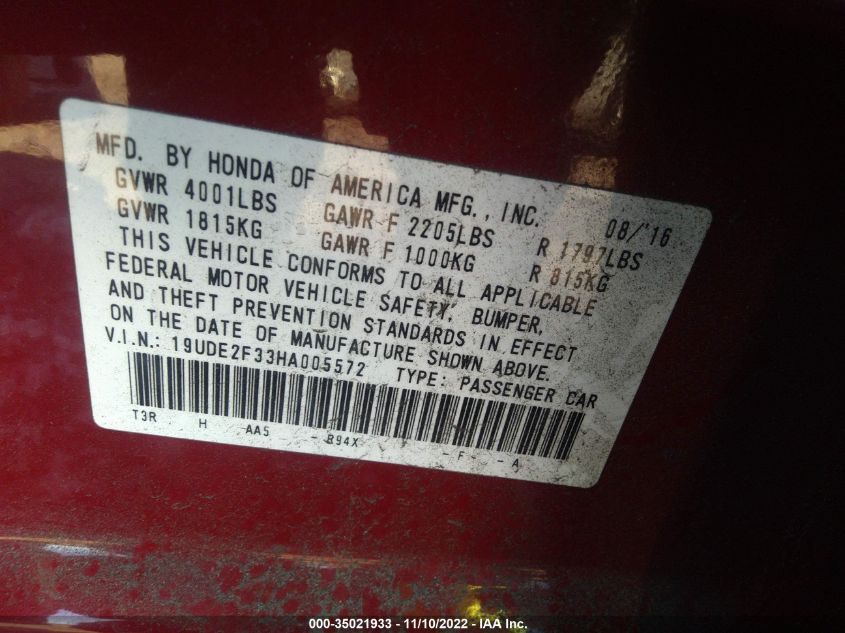 MFD. BY HONDA OF AMERICA MFG., INC. 08/'16
GVWR 4001LBS GAWR F 2205LBS R 1797LBS
GVWR 1815KG GAWR F 1000KG R 815KG
THIS VEHICLE CONFORMS TO ALL APPLICABLE
FEDERAL MOTOR VEHICLE SAFETY, BUMPER,
AND THEFT PREVENTION STANDARDS IN EFFECT
ON THE DATE OF MANUFACTURE SHOWN ABOVE.
V.I.N.: 19UDE2F33HA005572 TYPE: PASSENGER CAR
T3R H AA5 - R94X - F - - A
000-35021933 - 11/10/2022 - IAA Inc.